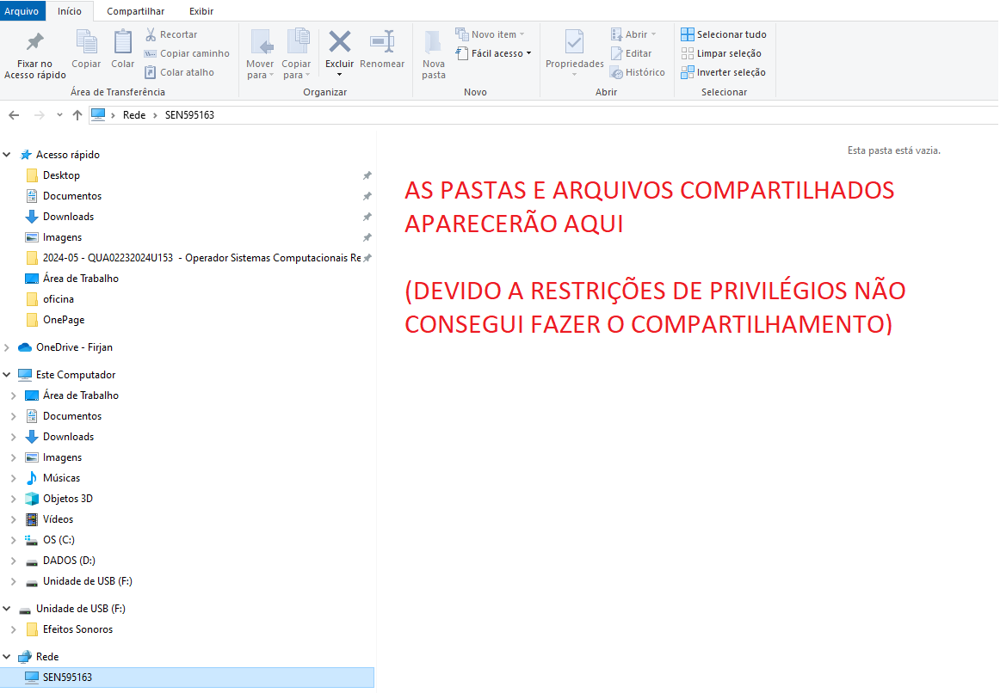 Arquivo
Início
Compartilhar
Exibir
Fixar no
Acesso rápido
Copiar
Colar
Recortar
Copiar caminho
Colar atalho
Área de Transferência
Mover
para
Copiar
para
Excluir
Renomear
Organizar
Nova
pasta
Novo item
Fácil acesso
Novo
Propriedades
Abrir
Editar
Histórico
Abrir
Selecionar tudo
Limpar seleção
Inverter seleção
Selecionar
Rede
SEN595163
Acesso rápido
Desktop
Documentos
Downloads
Imagens
2024-05 - QUA02232024U153 - Operador Sistemas Computacionais Re
Área de Trabalho
oficina
OnePage
OneDrive - Firjan
Este Computador
Área de Trabalho
Documentos
Downloads
Imagens
Músicas
Objetos 3D
Vídeos
OS (C:)
DADOS (D:)
Unidade de USB (F:)
Unidade de USB (F:)
Efeitos Sonoros
Rede
SEN595163
Esta pasta está vazia.
AS PASTAS E ARQUIVOS COMPARTILHADOS
APARECERÃO AQUI
(DEVIDO A RESTRIÇÕES DE PRIVILÉGIOS NÃO
CONSEGUI FAZER O COMPARTILHAMENTO)